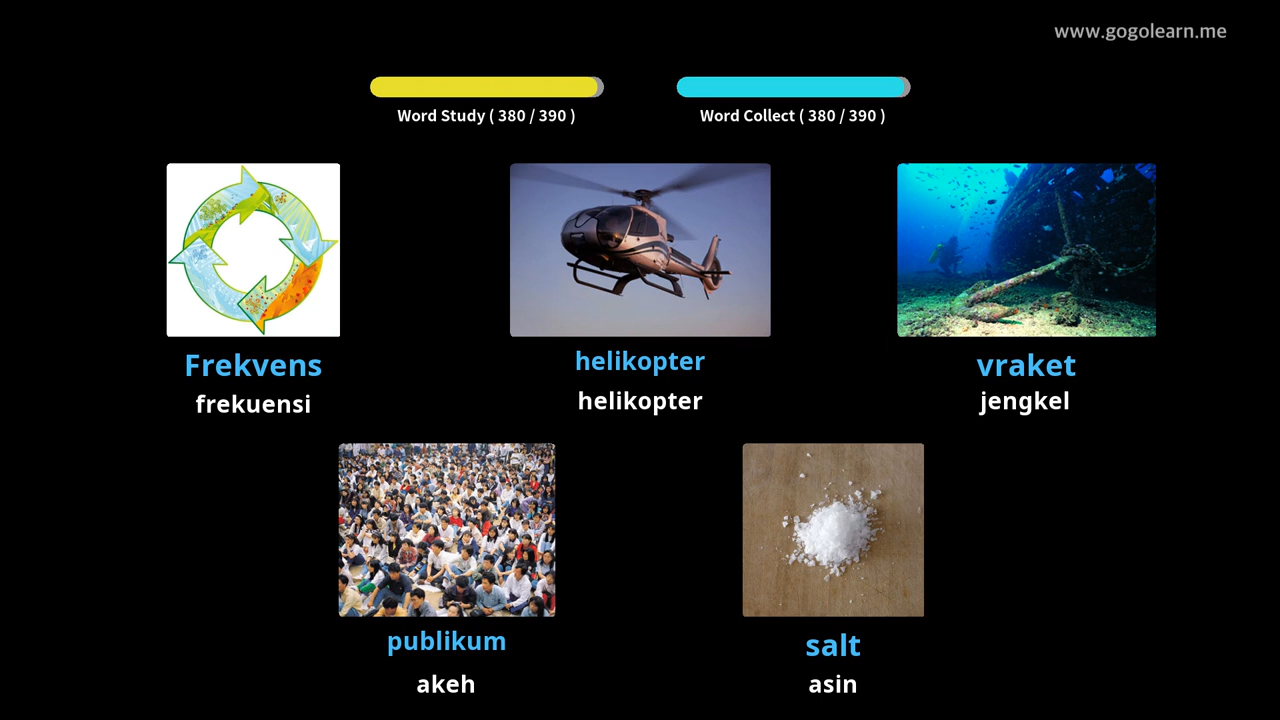 www.gogolearn.me
Word Study ( 380 / 390 )
Word Collect ( 380 / 390 )
Frekvens
frekuensi
helikopter
helikopter
vraket
jengkel
publikum
akeh
salt
asin